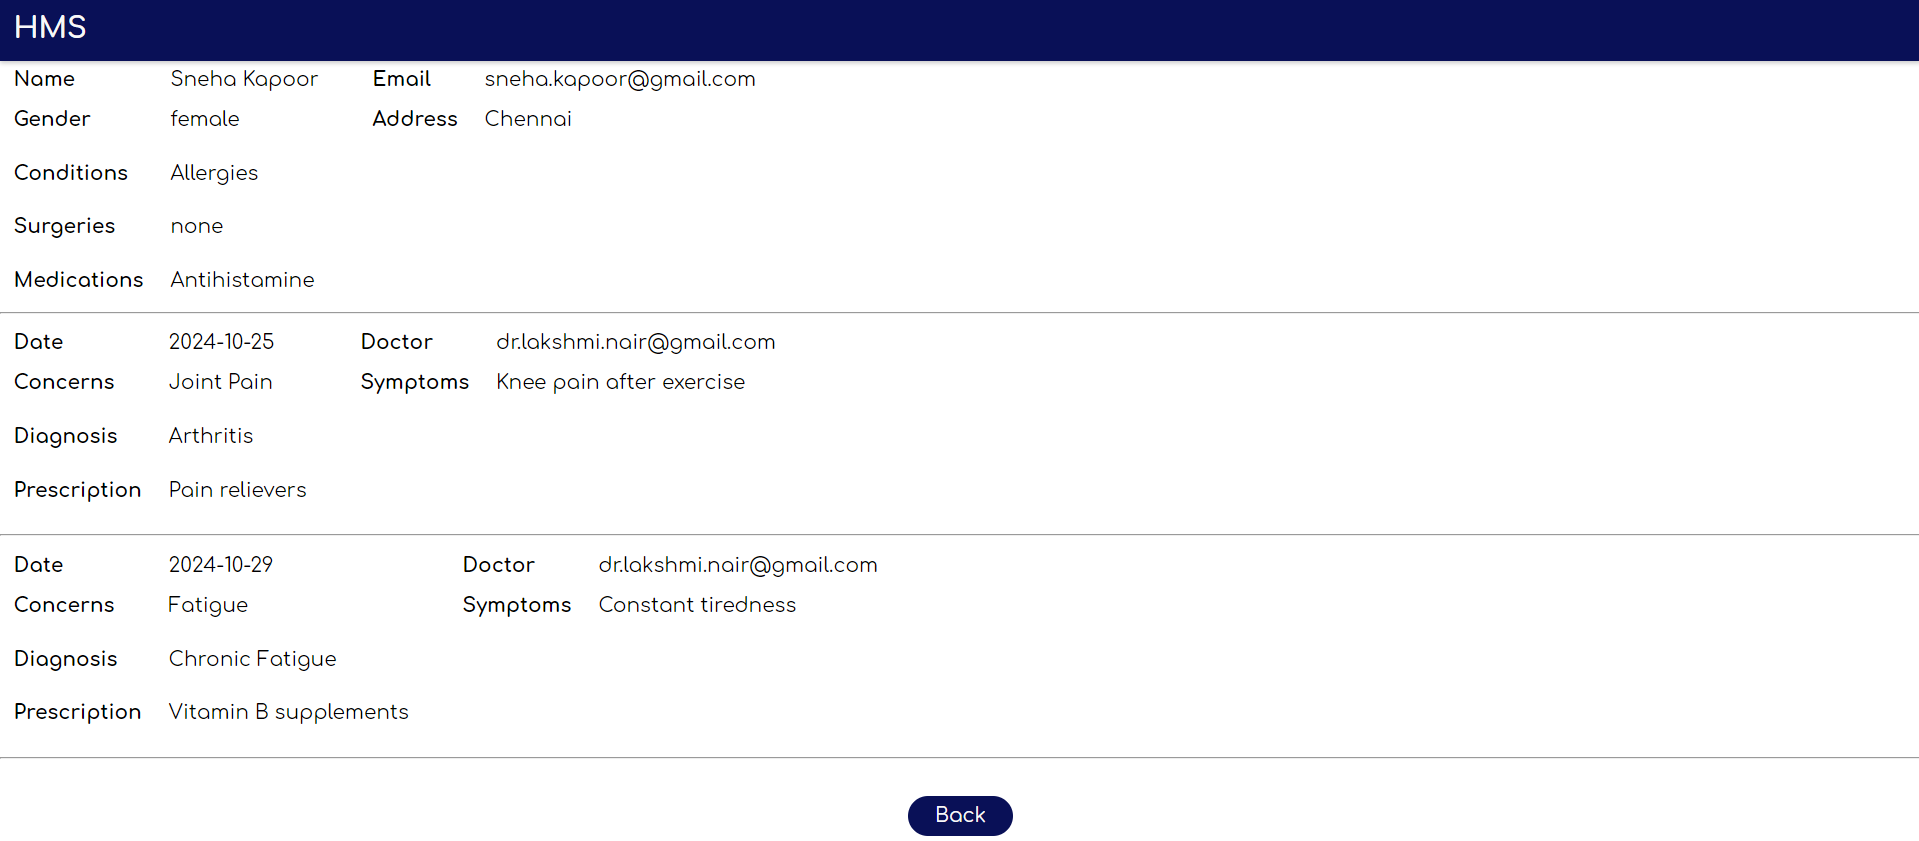 HMS
Name Sneha Kapoor Email sneha.kapoor@gmail.com
Gender female Address Chennai
Conditions Allergies
Surgeries none
Medications Antihistamine
Date 2024-10-25 Doctor dr.lakshmi.nair@gmail.com
Concerns Joint Pain Symptoms Knee pain after exercise
Diagnosis Arthritis
Prescription Pain relievers
Date 2024-10-29 Doctor dr.lakshmi.nair@gmail.com
Concerns Fatigue Symptoms Constant tiredness
Diagnosis Chronic Fatigue
Prescription Vitamin B supplements
Back